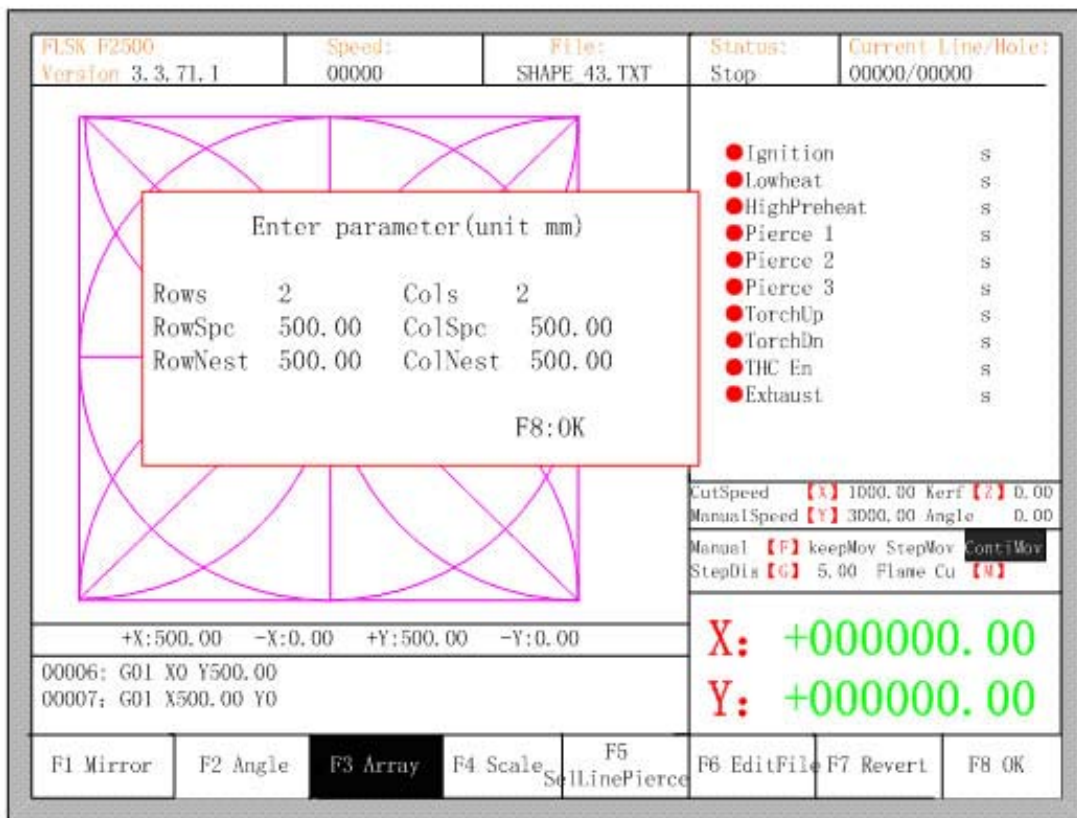 FLSK F2500
Version 3.3.71.1
Speed:
00000
File:
SHAPE 43.TXT
Status:
Stop
Current Line/Hole:
00000/00000
Enter parameter(unit mm)
Rows 2 Cols 2
RowSpc 500.00 ColSpc 500.00
RowNest 500.00 ColNest 500.00
F8:OK
Ignition s
Lowheat s
HighPreheat s
Pierce 1 s
Pierce 2 s
Pierce 3 s
TorchUp s
TorchDn s
THC En s
Exhaust s
CutSpeed 【X】 1000.00 Kerf【Z】 0.00
ManualSpeed【Y】 3000.00 Angle 0.00
Manual 【F】 keepMov StepMov ContiMov
StepDis【G】 5.00 Flame Cu 【M】
+X:500.00 -X:0.00 +Y:500.00 -Y:0.00
00006: G01 X0 Y500.00
00007: G01 X500.00 Y0
X: +000000.00
Y: +000000.00
F1 Mirror
F2 Angle
F3 Array
F4 Scale
F5
SelLinePierce
F6 EditFile
F7 Revert
F8 OK